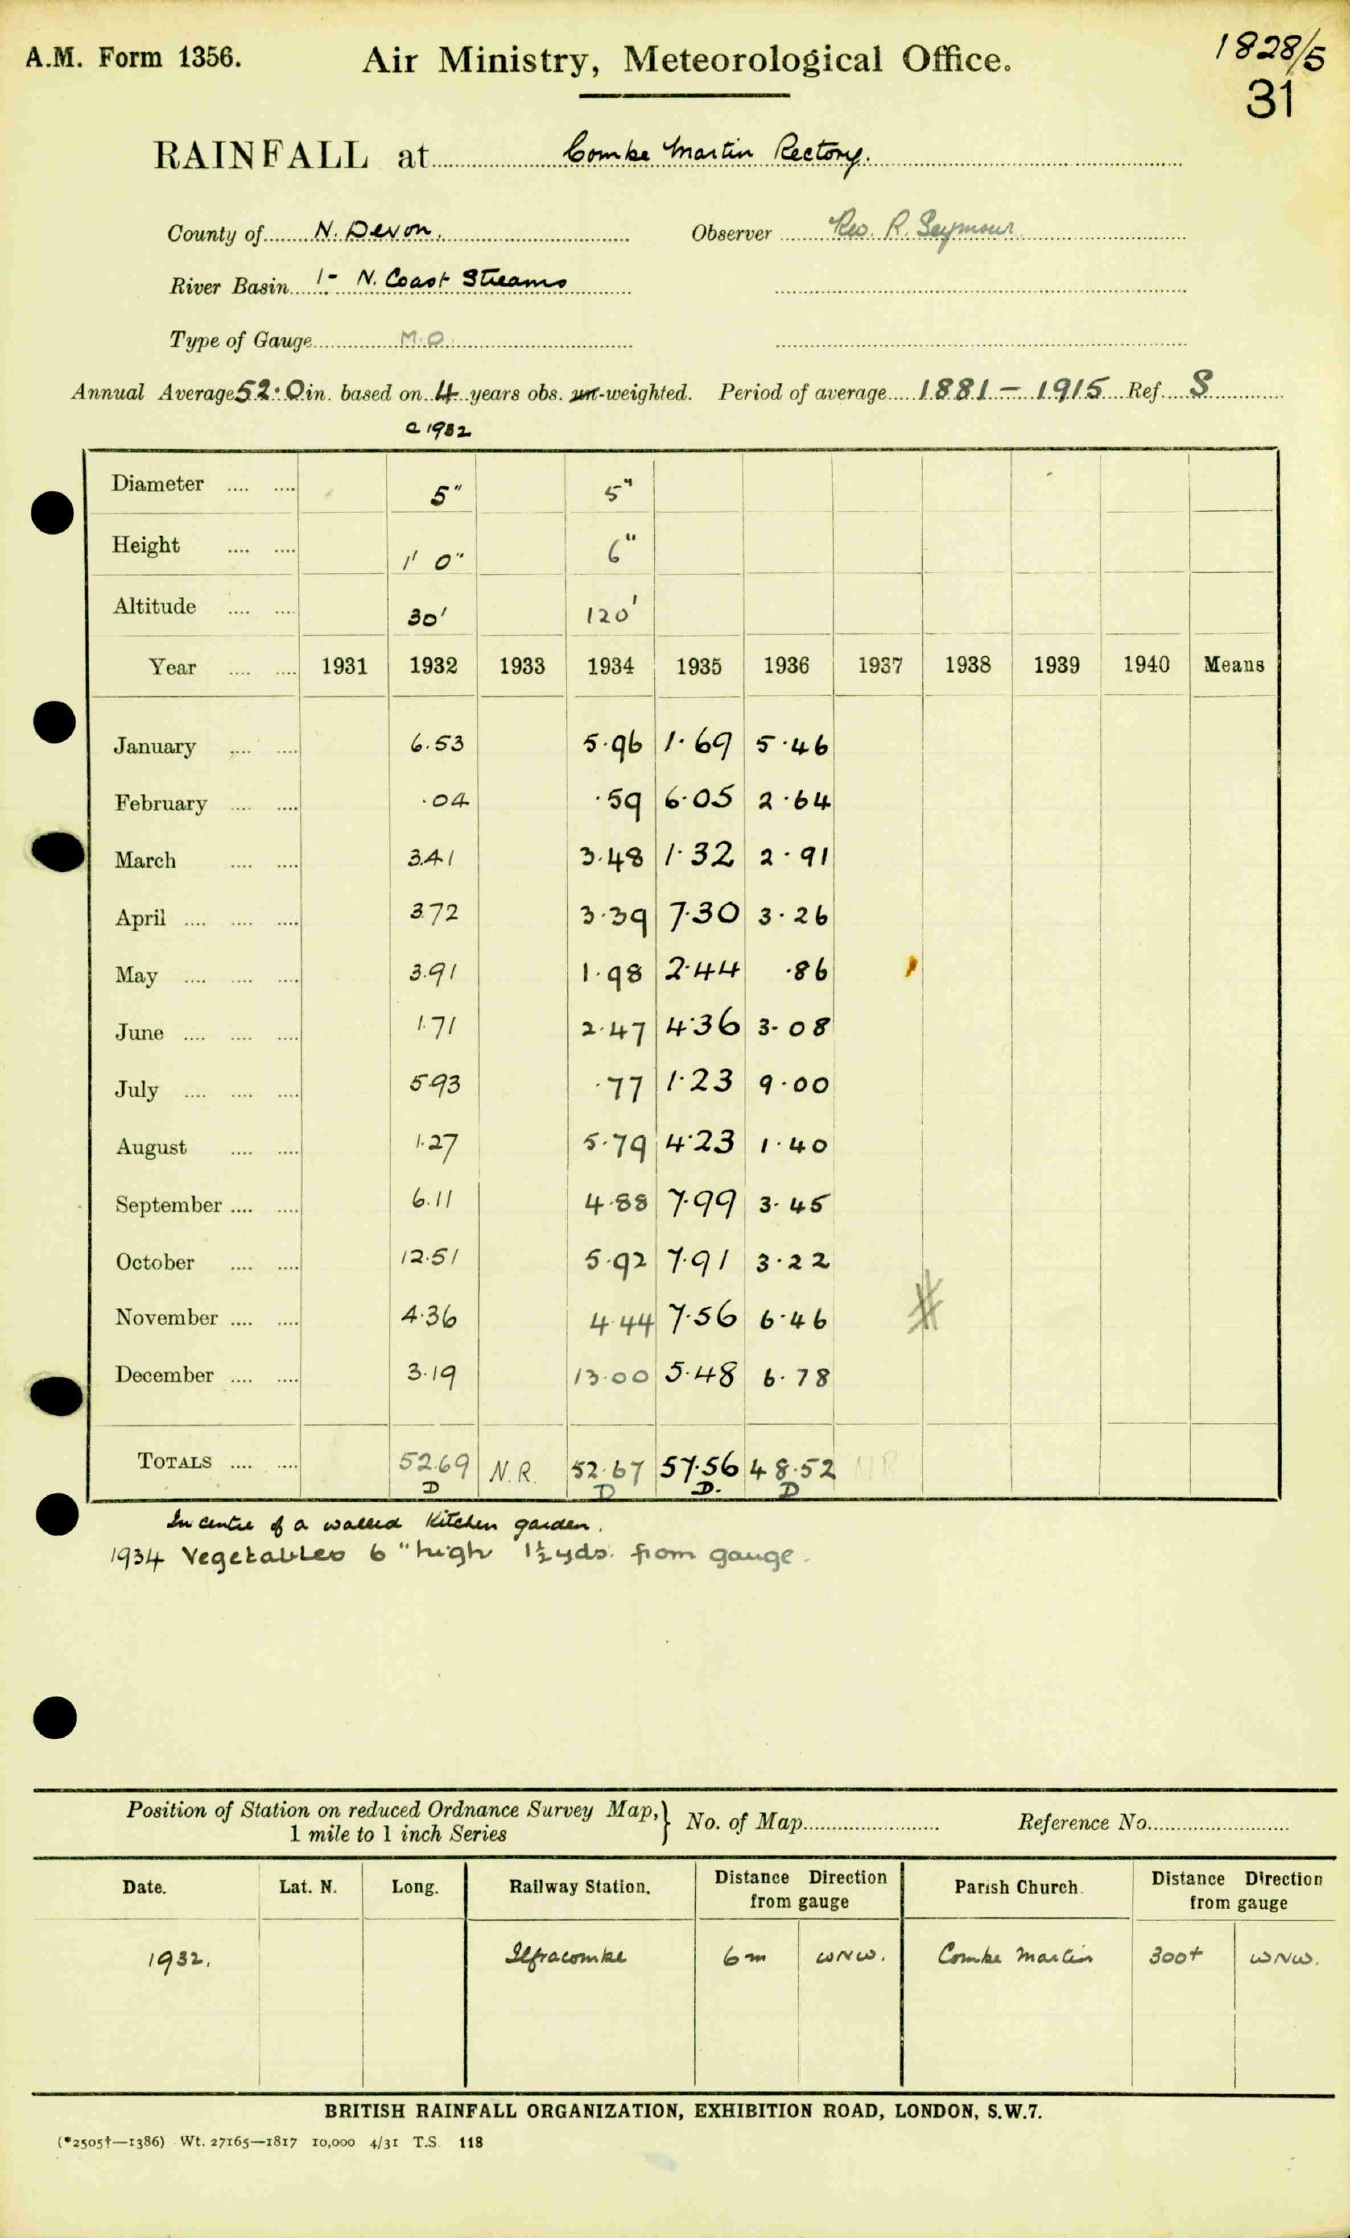 A.M. Form 1356.
Air Ministry, Meteorological Office.
1828/5
31
RAINFALL at Combe Martin Rectory.
County of N. Devon. Observer Rev. R. Seymour
River Basin 1- N. Coast Streams
Type of Gauge M.O.
Annual Average 52.0 in. based on 4 years obs. un-weighted. Period of average 1881 - 1915 Ref. S
1932
Diameter .... .... 5" 5"
Height .... .... 1' 0" 6"
Altitude .... .... 30' 120'
Year .... .... 1931 1932 1933 1934 1935 1936 1937 1938 1939 1940 Means
January .... .... 6.53 5.96 1.69 5.46
February .... .... .04 .59 6.05 2.64
March .... .... 3.41 3.48 1.32 2.91
April .... .... .... 3.72 3.39 7.30 3.26
May .... .... .... 3.91 1.98 2.44 .86
June .... .... .... 1.71 2.47 4.36 3.08
July .... .... .... 5.93 .77 1.23 9.00
August .... .... 1.27 5.79 4.23 1.40
September .... .... 6.11 4.88 7.99 3.45
October .... .... 12.51 5.92 7.91 3.22
November .... .... 4.36 4.44 7.56 6.46
December .... .... 3.19 13.00 5.48 6.78
TOTALS .... .... 52.69 N.R. 52.67 57.56 48.52 NR
D D D. D
In centre of a walled Kitchen garden.
1934 Vegetables 6" high 1½ yds. from gauge.
Position of Station on reduced Ordnance Survey Map, 1 mile to 1 inch Series } No. of Map Reference No.
Date. Lat. N. Long. Railway Station. Distance from gauge Direction Parish Church. Distance from gauge Direction
1932. Ilfracombe 6m WNW. Combe Martin 300+ WNW.
BRITISH RAINFALL ORGANIZATION, EXHIBITION ROAD, LONDON, S.W.7.
(*2505†—1386) Wt. 27165—1817 10,000 4/31 T.S. 118